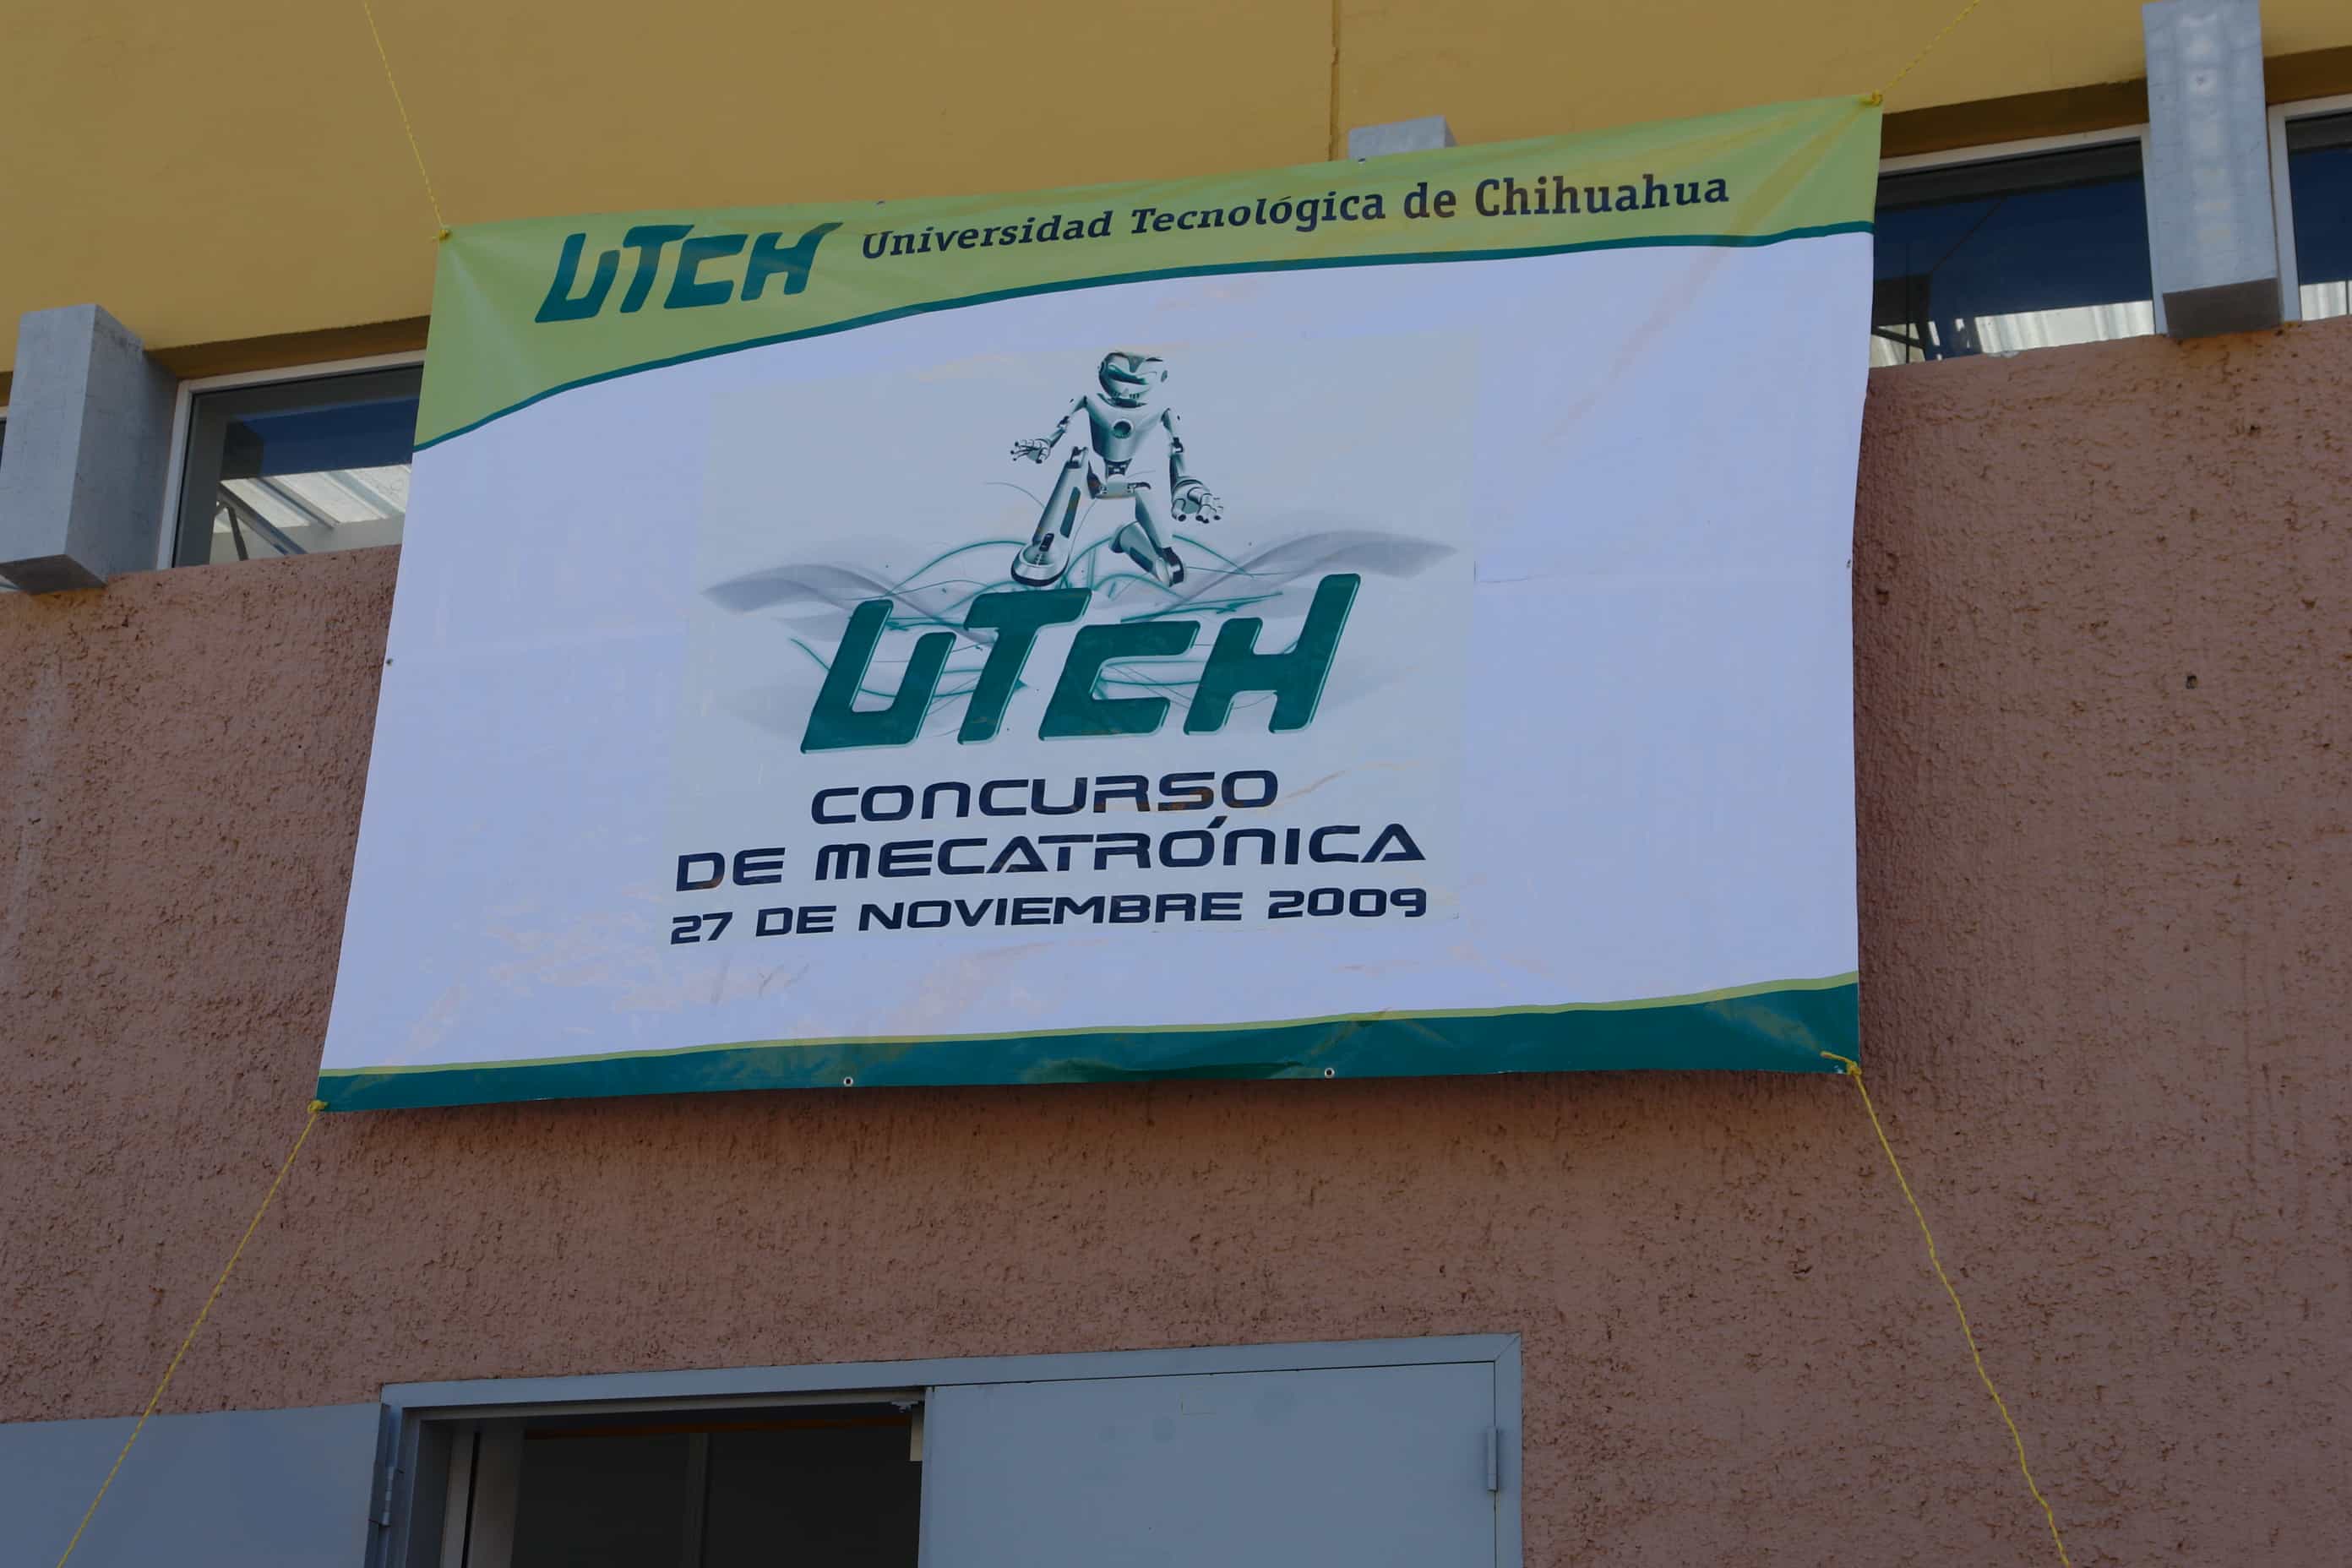 UTCH Universidad Tecnológica de Chihuahua
UTCH
CONCURSO
DE MECATRÓNICA
27 DE NOVIEMBRE 2009